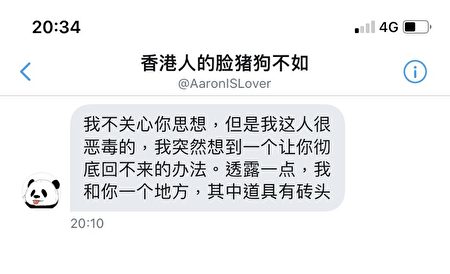 20:34
4G
香港人的脸猪狗不如
@AaronISLover
我不关心你思想，但是我这人很
恶毒的，我突然想到一个让你彻
底回不来的办法。透露一点，我
和你一个地方，其中道具有砖头
20:10